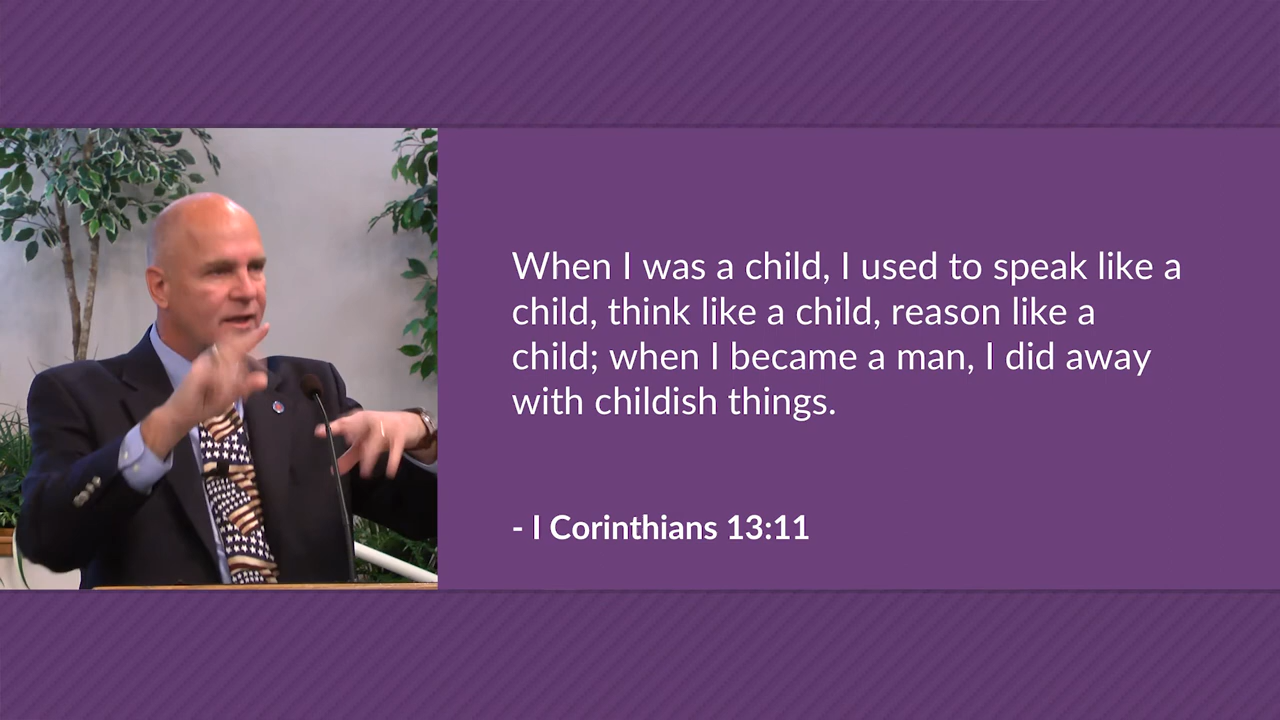 When I was a child, I used to speak like a
child, think like a child, reason like a
child; when I became a man, I did away
with childish things.
- I Corinthians 13:11